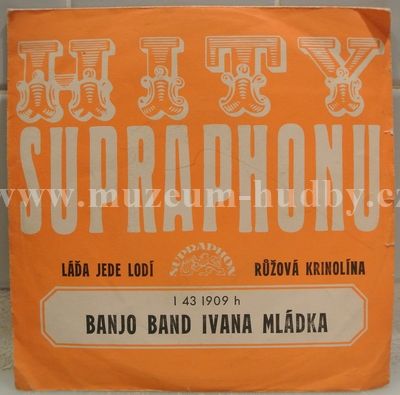 HITY
SUPRAPHONU
www.muzeum-hudby.cz
LÁĎA JEDE LODÍ
SUPRAPHON
RŮŽOVÁ KRINOLÍNA
1 43 1909 h
BANJO BAND IVANA MLÁDKA